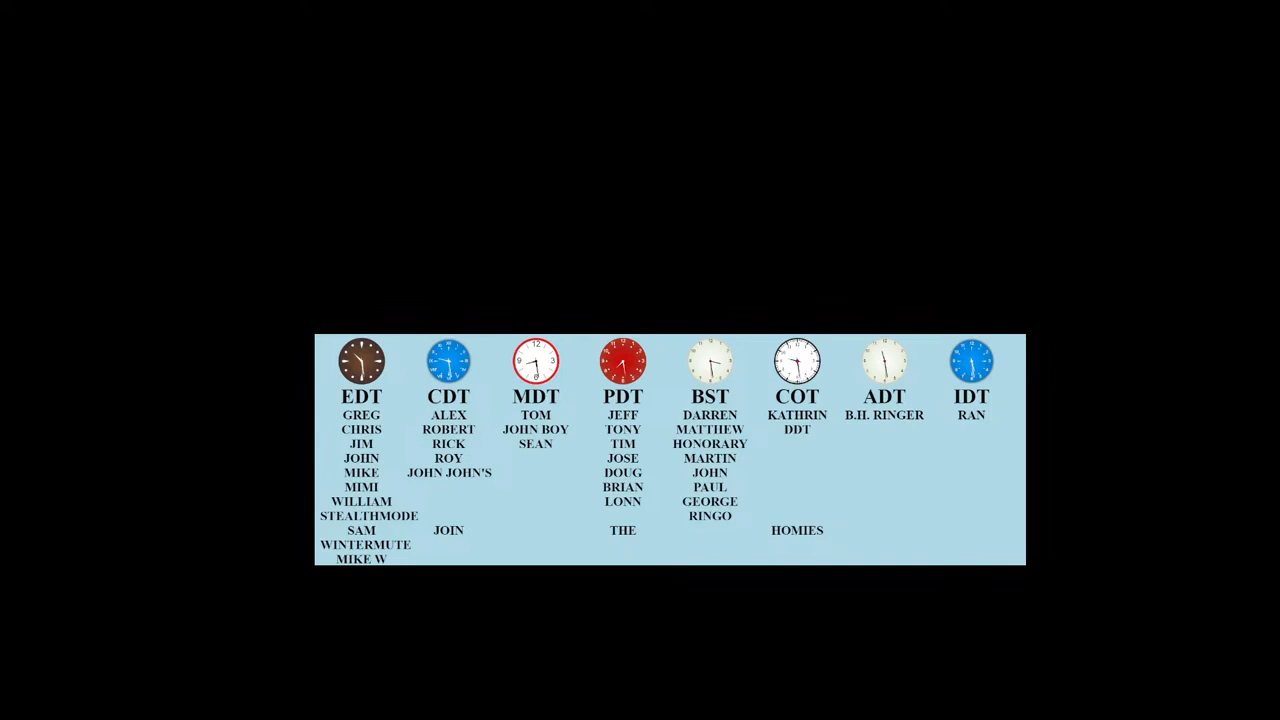 EDT CDT MDT PDT BST COT ADT IDT
GREG ALEX TOM JEFF DARREN KATHRIN B.H. RINGER RAN
CHRIS ROBERT JOHN BOY TONY MATTHEW DDT
JIM RICK SEAN TIM HONORARY
JOHN ROY JOSE MARTIN
MIKE JOHN JOHN'S DOUG JOHN
MIMI BRIAN PAUL
WILLIAM LONN GEORGE
STEALTHMODE RINGO
SAM JOIN THE HOMIES
WINTERMUTE
MIKE W